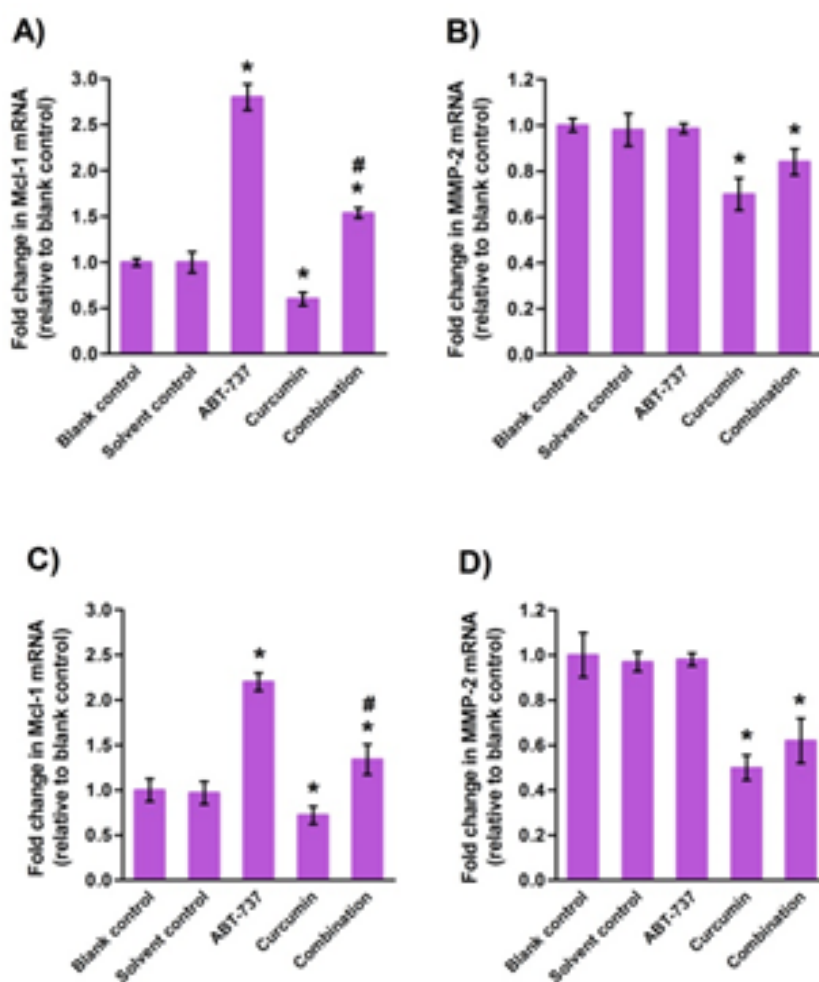 A)
Fold change in Mcl-1 mRNA
(relative to blank control)
3.0
2.5
2.0
1.5
1.0
0.5
0.0
*
*
#
*
Blank control
Solvent control
ABT-737
Curcumin
Combination
B)
Fold change in MMP-2 mRNA
(relative to blank control)
1.2
1.0
0.8
0.6
0.4
0.2
0.0
*
*
Blank control
Solvent control
ABT-737
Curcumin
Combination
C)
Fold change in Mcl-1 mRNA
(relative to blank control)
3.0
2.5
2.0
1.5
1.0
0.5
0.0
*
*
#
*
Blank control
Solvent control
ABT-737
Curcumin
Combination
D)
Fold change in MMP-2 mRNA
(relative to blank control)
1.2
1.0
0.8
0.6
0.4
0.2
0.0
*
*
Blank control
Solvent control
ABT-737
Curcumin
Combination